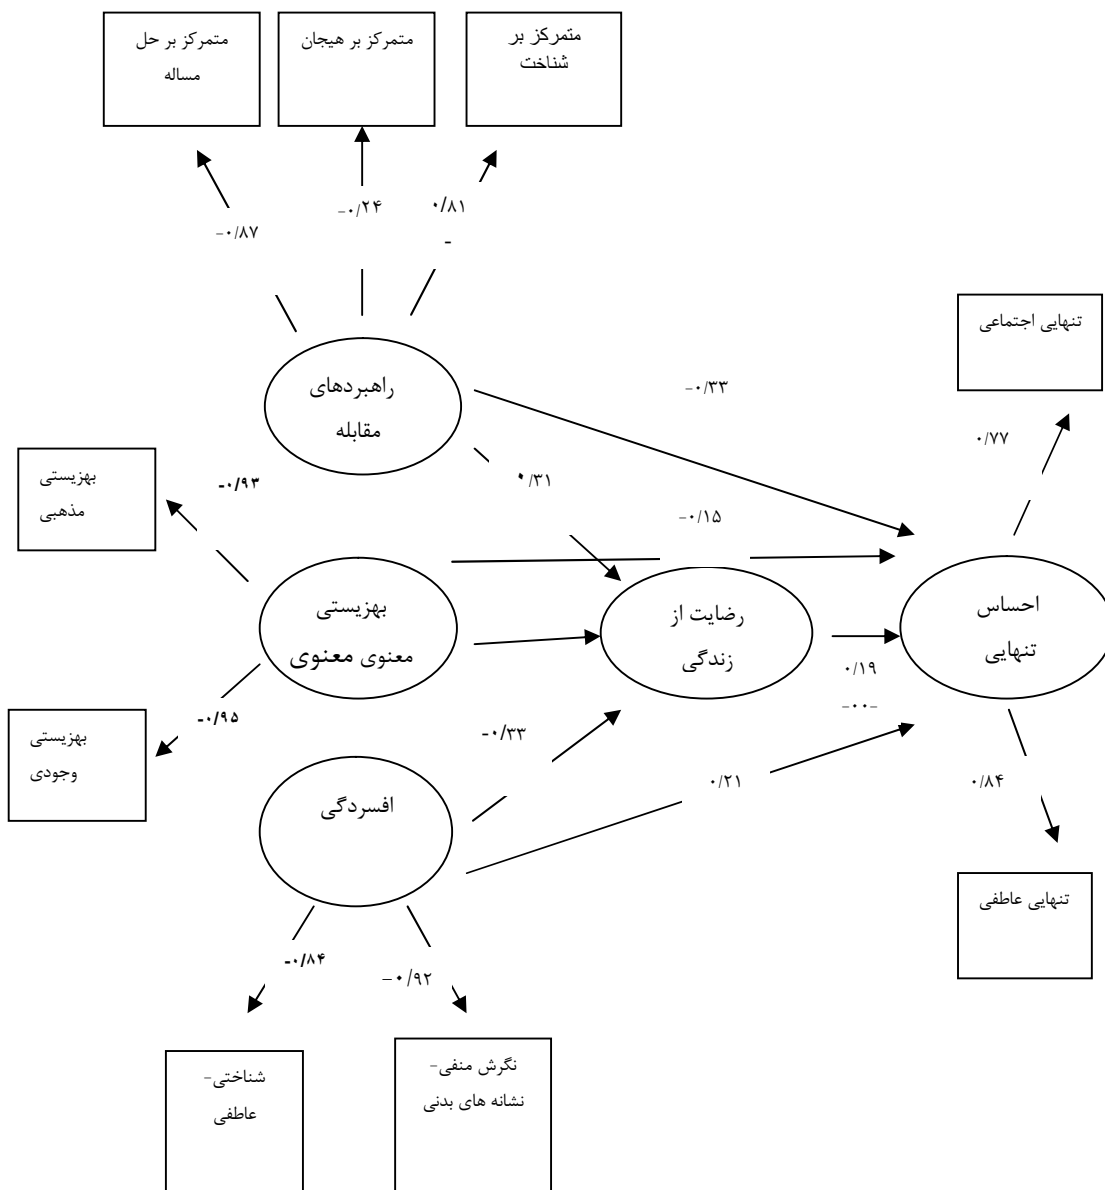 متمرکز بر حل
مساله
متمرکز بر هیجان
متمرکز بر
شناخت
-۰/۸۷
-۰/۲۴
۰/۸۱
-
تنهایی اجتماعی
راهبردهای
مقابله
-۰/۳۳
۰/۷۷
بهزیستی
مذهبی
-۰/۹۳
۰/۳۱
-۰/۱۵
بهزیستی
معنوی معنوی
رضایت از
زندگی
احساس
تنهایی
۰/۱۹
-۰۰-
-۰/۹۵
بهزیستی
وجودی
-۰/۳۳
۰/۲۱
۰/۸۴
افسردگی
تنهایی عاطفی
-۰/۸۴
-۰/۹۲
شناختی-
عاطفی
نگرش منفی-
نشانه های بدنی